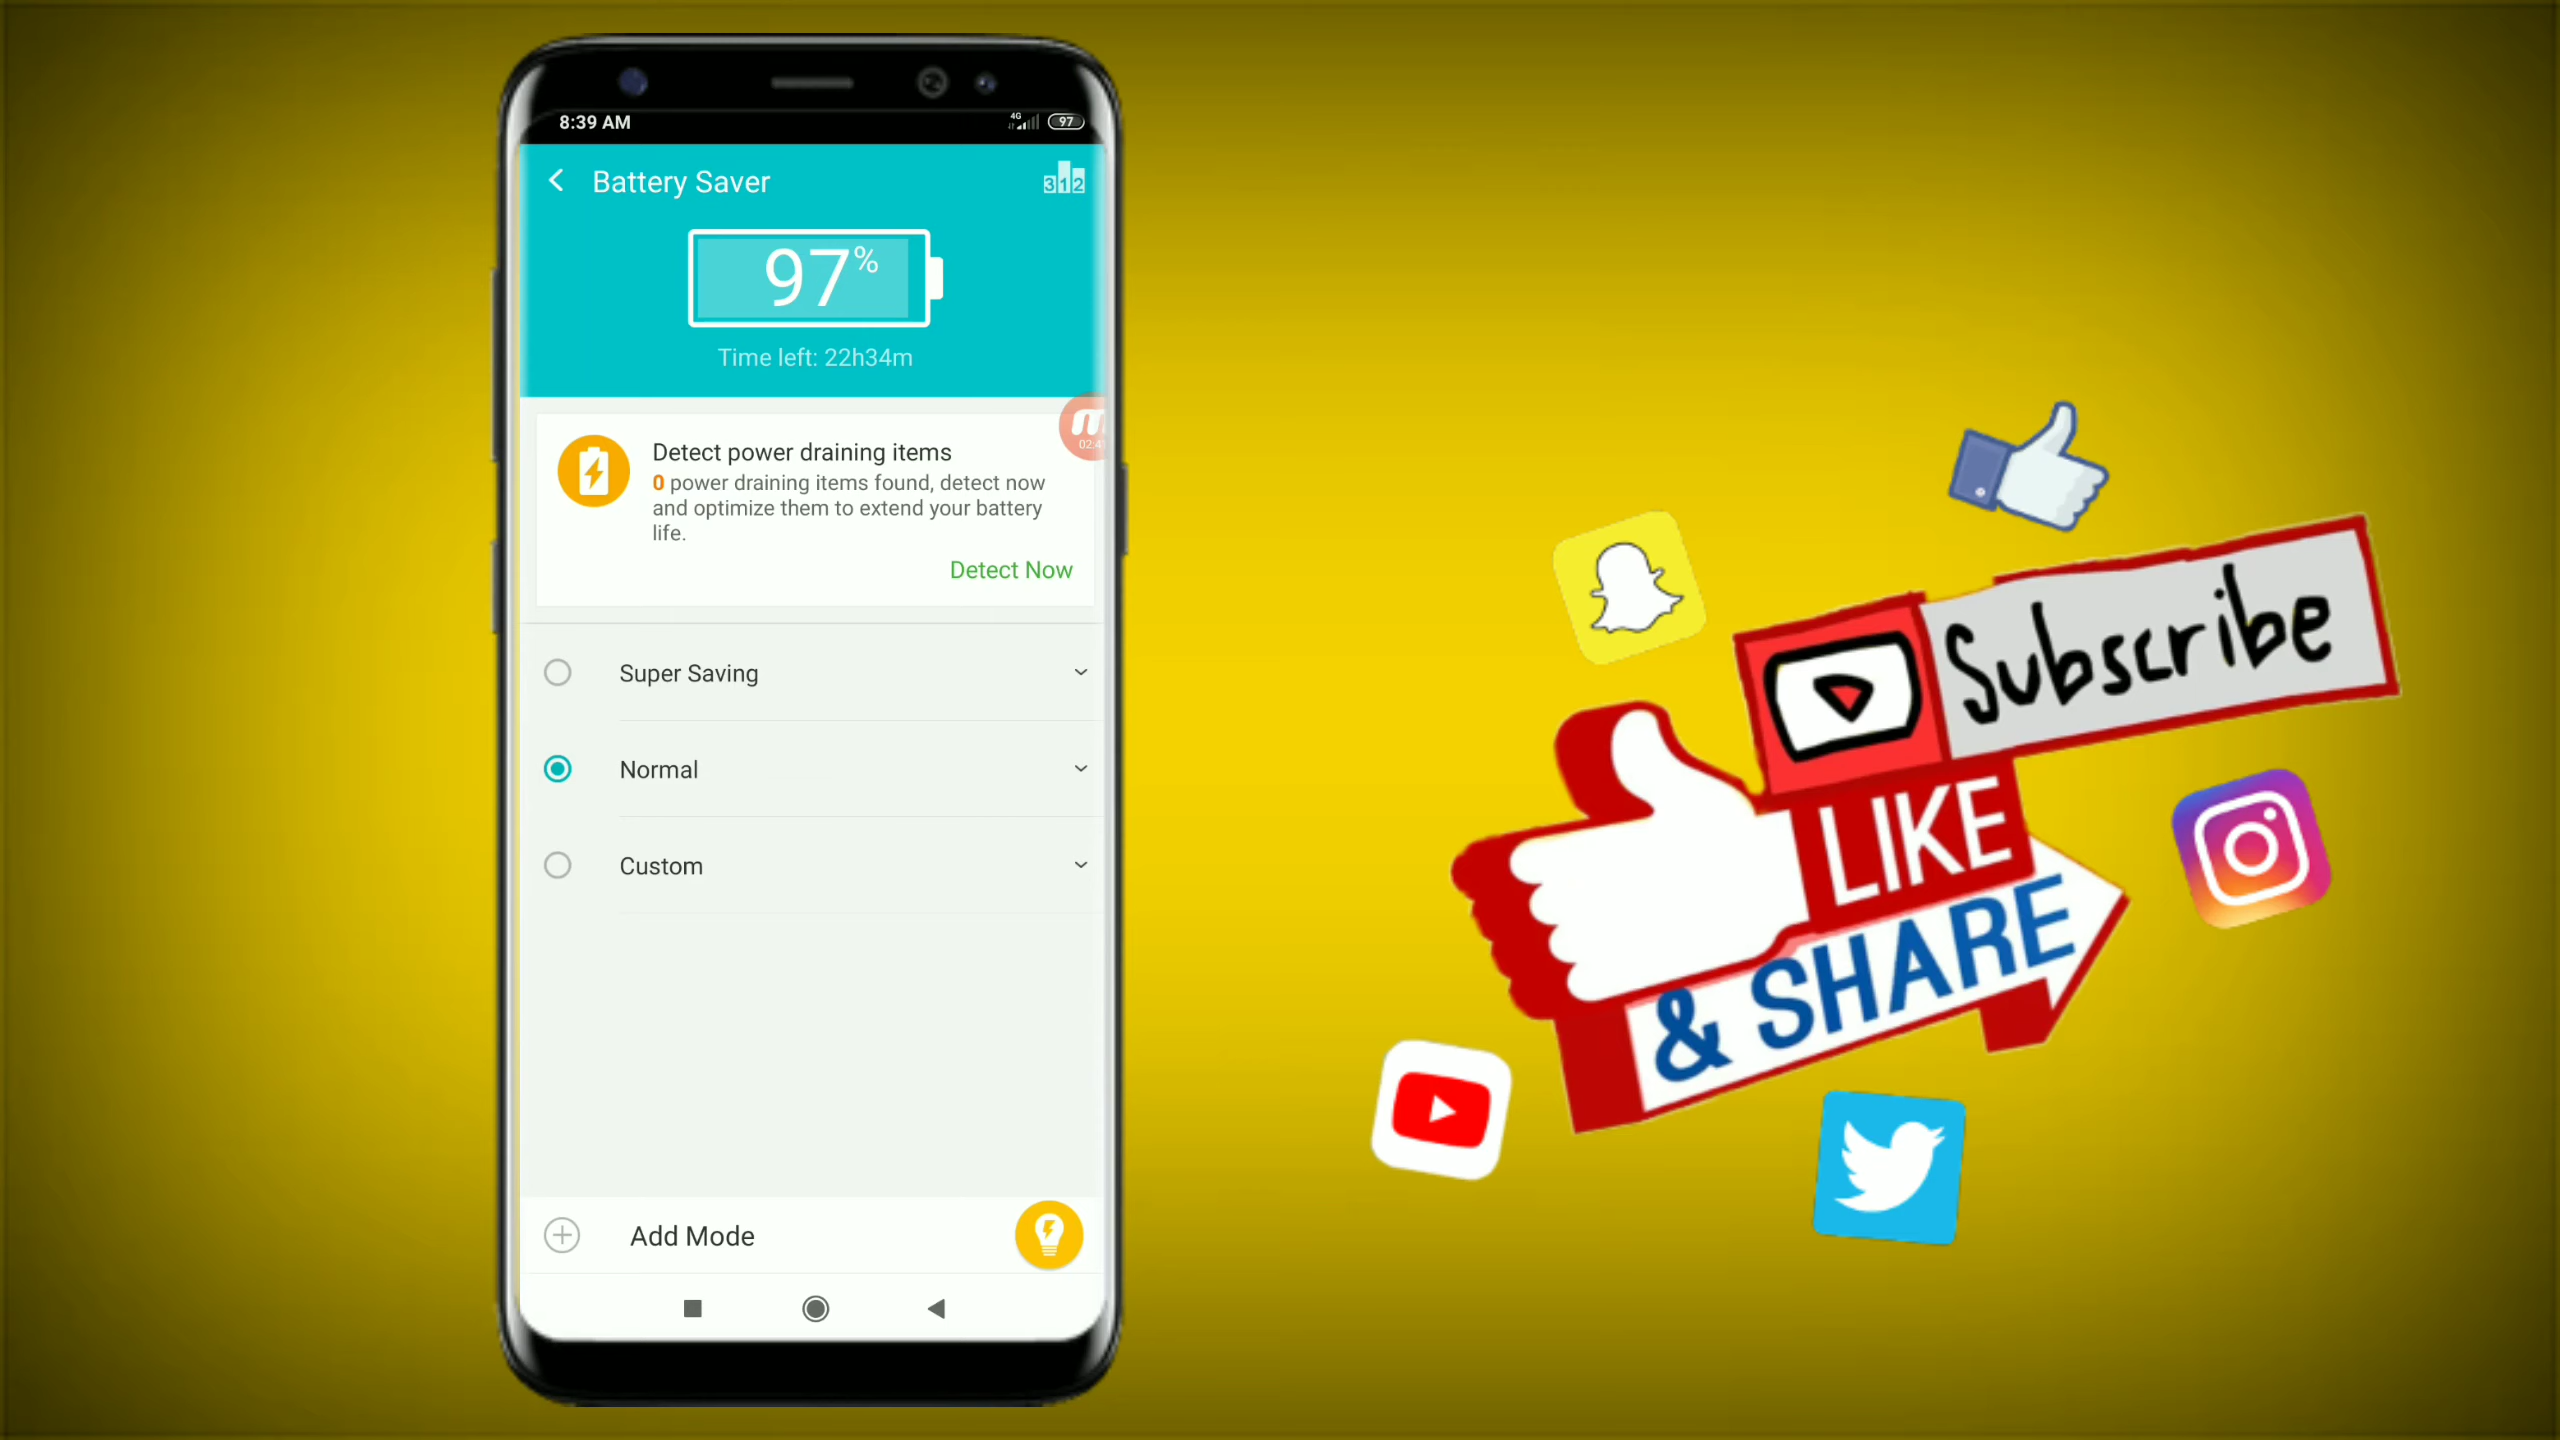 8:39 AM
4G
97
Battery Saver
312
97%
Time left: 22h34m
Detect power draining items
0 power draining items found, detect now
and optimize them to extend your battery
life.
Detect Now
Super Saving
Normal
Custom
Add Mode
Subscribe
LIKE
& SHARE